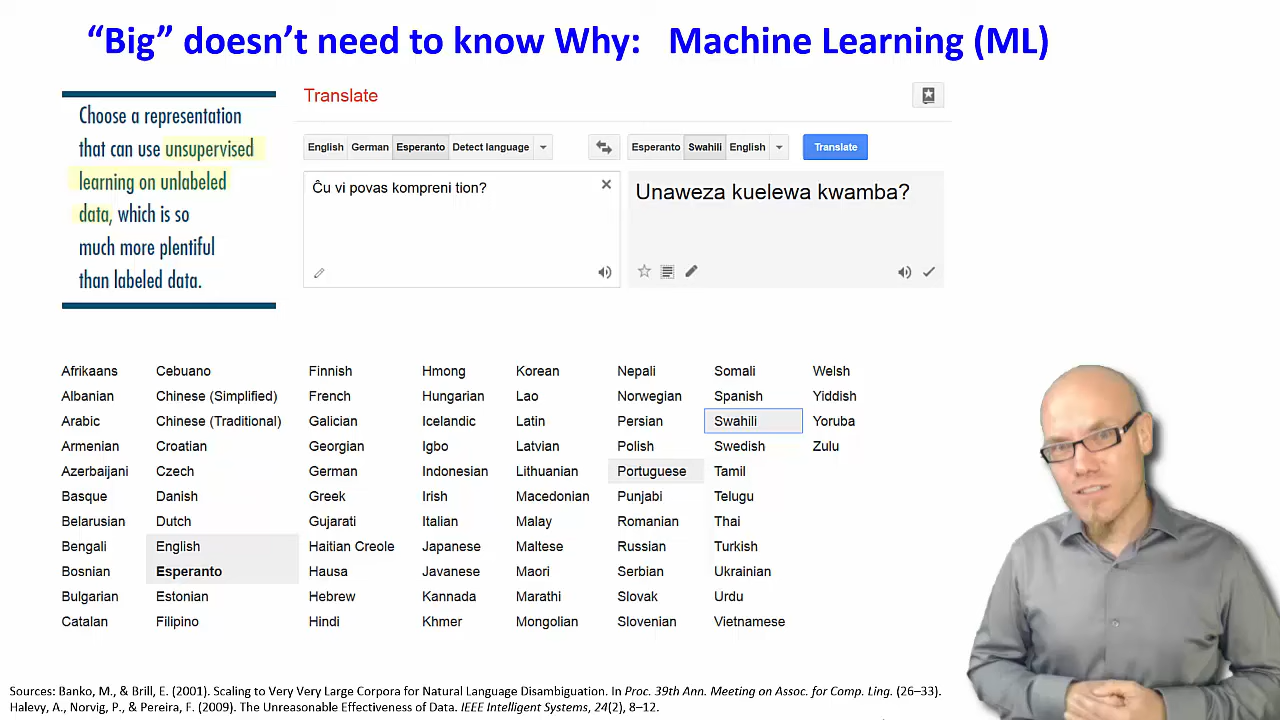 “Big” doesn’t need to know Why: Machine Learning (ML)
Choose a representation
that can use unsupervised
learning on unlabeled
data, which is so
much more plentiful
than labeled data.
Translate
English German Esperanto Detect language
Esperanto Swahili English
Translate
Ĉu vi povas kompreni tion?
Unaweza kuelewa kwamba?
Afrikaans Cebuano Finnish Hmong Korean Nepali Somali Welsh
Albanian Chinese (Simplified) French Hungarian Lao Norwegian Spanish Yiddish
Arabic Chinese (Traditional) Galician Icelandic Latin Persian Swahili Yoruba
Armenian Croatian Georgian Igbo Latvian Polish Swedish Zulu
Azerbaijani Czech German Indonesian Lithuanian Portuguese Tamil
Basque Danish Greek Irish Macedonian Punjabi Telugu
Belarusian Dutch Gujarati Italian Malay Romanian Thai
Bengali English Haitian Creole Japanese Maltese Russian Turkish
Bosnian Esperanto Hausa Javanese Maori Serbian Ukrainian
Bulgarian Estonian Hebrew Kannada Marathi Slovak Urdu
Catalan Filipino Hindi Khmer Mongolian Slovenian Vietnamese
Sources: Banko, M., & Brill, E. (2001). Scaling to Very Very Large Corpora for Natural Language Disambiguation. In Proc. 39th Ann. Meeting on Assoc. for Comp. Ling. (26–33).
Halevy, A., Norvig, P., & Pereira, F. (2009). The Unreasonable Effectiveness of Data. IEEE Intelligent Systems, 24(2), 8–12.